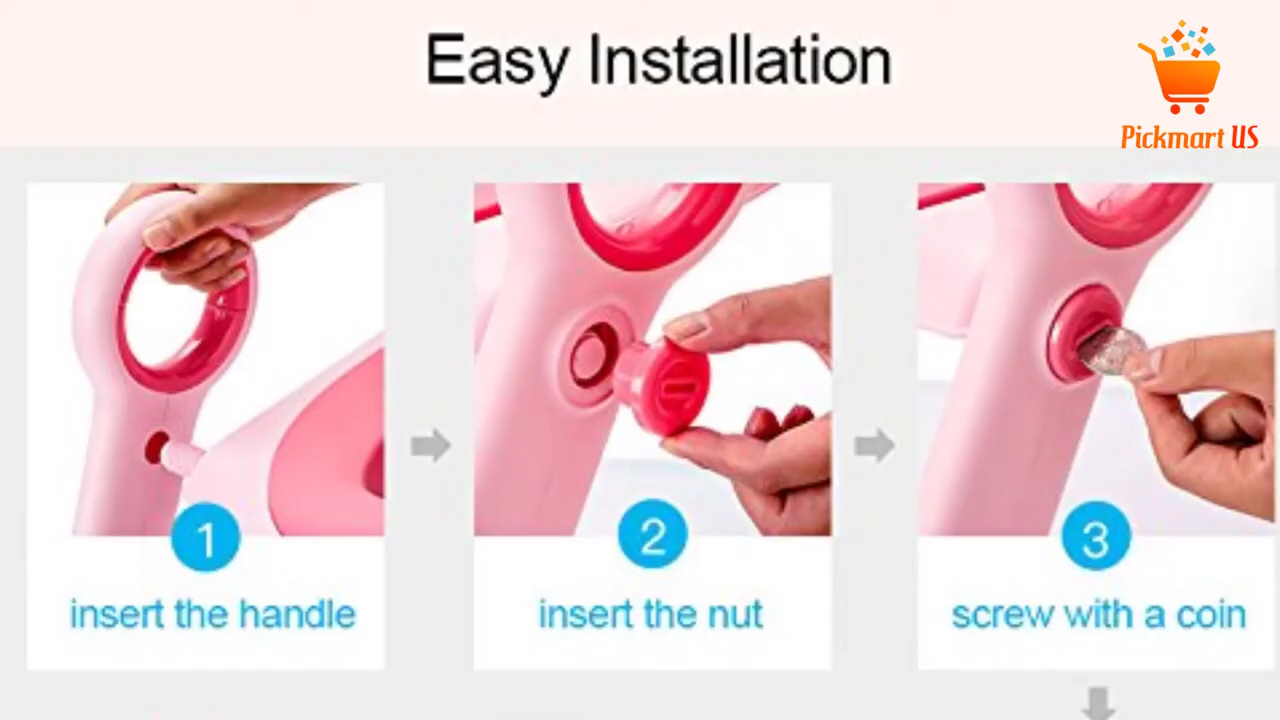 Easy Installation
Pickmart US
1
insert the handle
2
insert the nut
3
screw with a coin